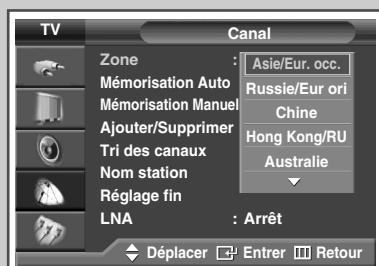 TV
Canal
Zone :
Asie/Eur. occ.
Mémorisation Auto
Russie/Eur ori
Mémorisation Manuel
Chine
Ajouter/Supprimer
Hong Kong/RU
Tri des canaux
Australie
Nom station
Réglage fin
LNA : Arrêt
Déplacer Entrer Retour